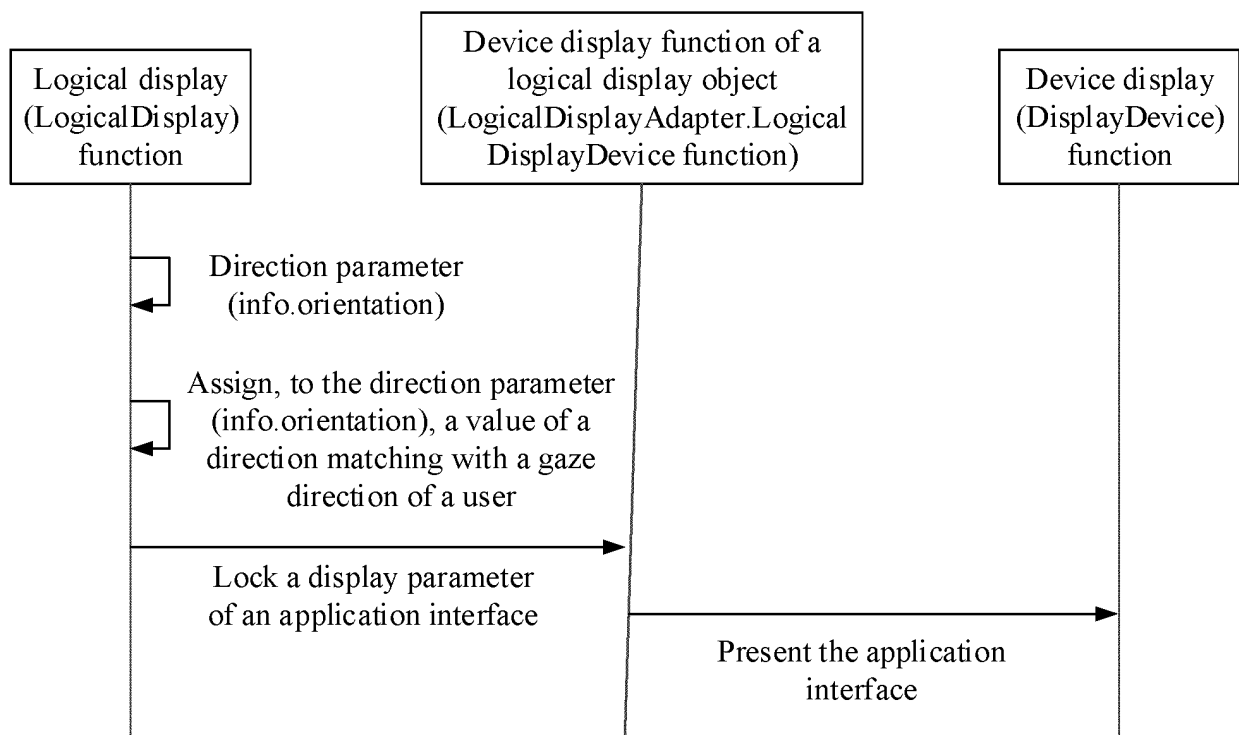 Logical display
(LogicalDisplay)
function
Device display function of a
logical display object
(LogicalDisplayAdapter.Logical
DisplayDevice function)
Device display
(DisplayDevice)
function
Direction parameter
(info.orientation)
Assign, to the direction parameter
(info.orientation), a value of a
direction matching with a gaze
direction of a user
Lock a display parameter
of an application interface
Present the application
interface